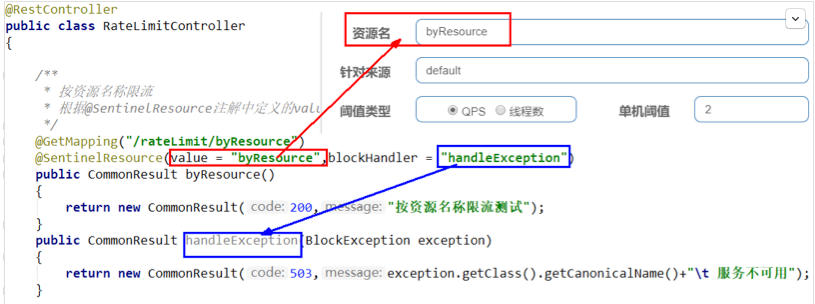 @RestController
public class RateLimitController
{
资源名 byResource
针对来源 default
阈值类型 QPS 线程数 单机阈值 2
/**
* 按资源名称限流
* 根据@SentinelResource注解中定义的valu
*/
@GetMapping("/rateLimit/byResource")
@SentinelResource(value = "byResource",blockHandler = "handleException")
public CommonResult byResource()
{
return new CommonResult( code: 200, message: "按资源名称限流测试");
}
public CommonResult handleException(BlockException exception)
{
return new CommonResult( code: 503, message: exception.getClass().getCanonicalName()+"\t 服务不可用");
}